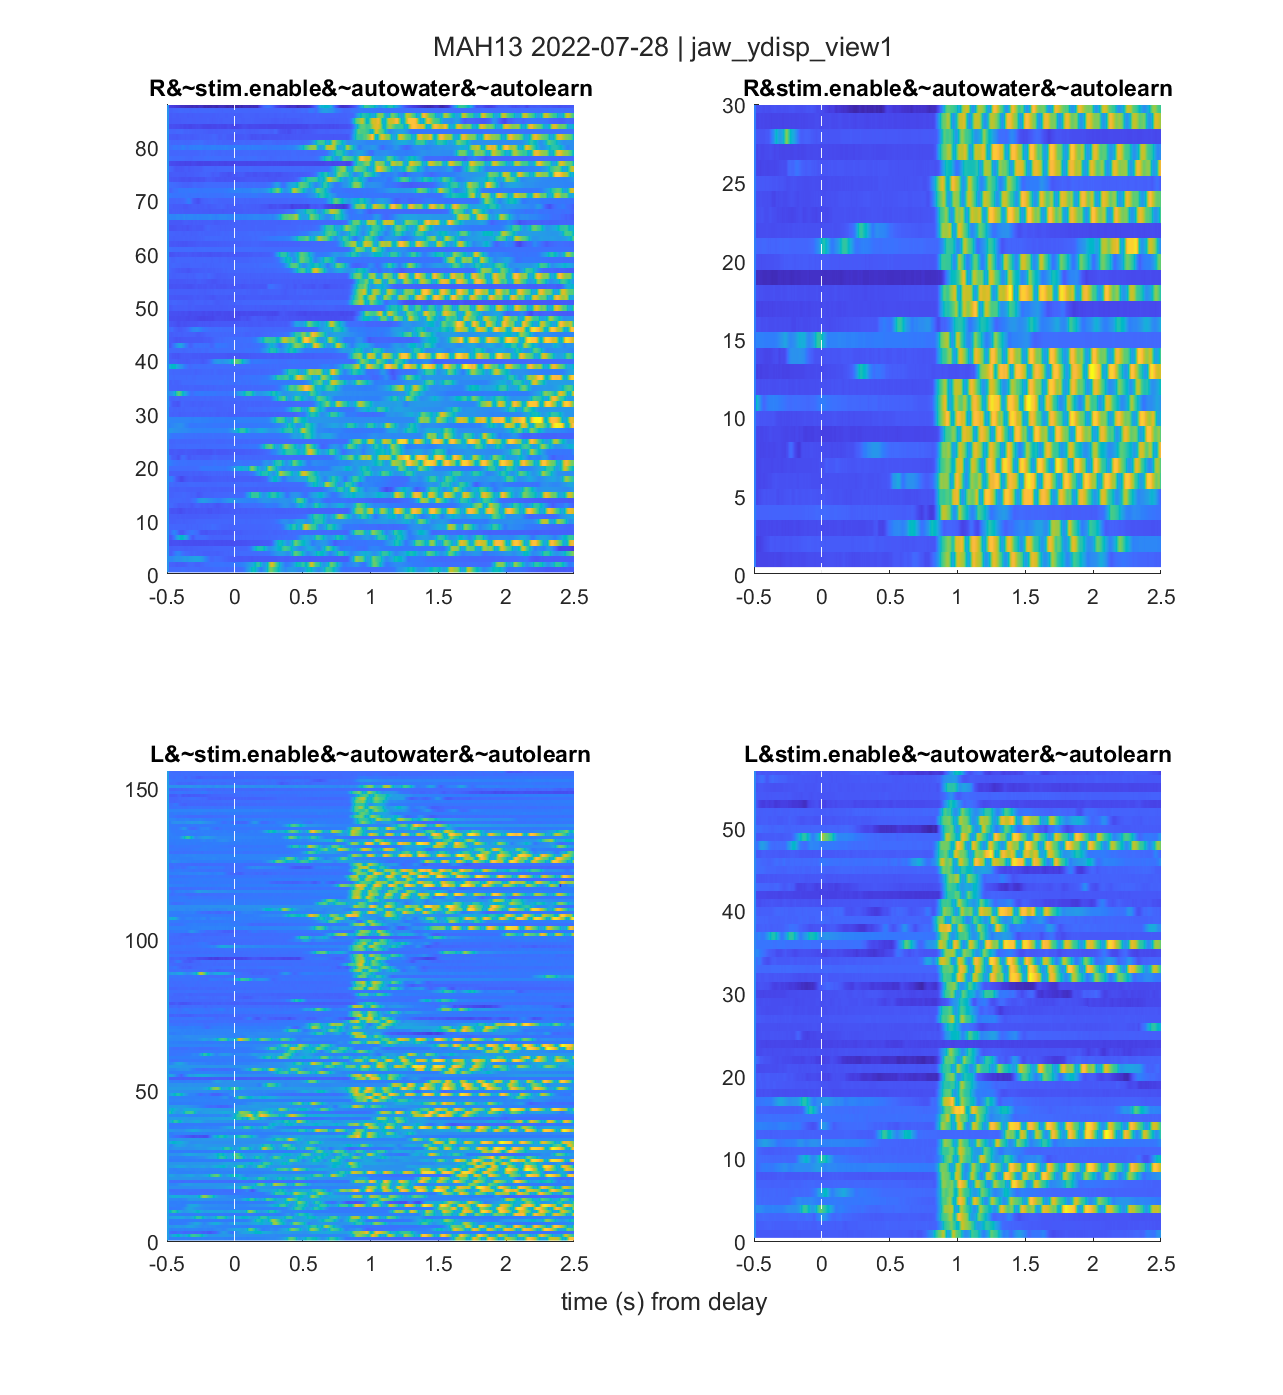 MAH13 2022-07-28 | jaw_ydisp_view1
R&~stim.enable&~autowater&~autolearn
80
70
60
50
40
30
20
10
0
-0.5 0 0.5 1 1.5 2 2.5
R&stim.enable&~autowater&~autolearn
30
25
20
15
10
5
0
-0.5 0 0.5 1 1.5 2 2.5
L&~stim.enable&~autowater&~autolearn
150
100
50
0
-0.5 0 0.5 1 1.5 2 2.5
L&stim.enable&~autowater&~autolearn
50
40
30
20
10
0
-0.5 0 0.5 1 1.5 2 2.5
time (s) from delay